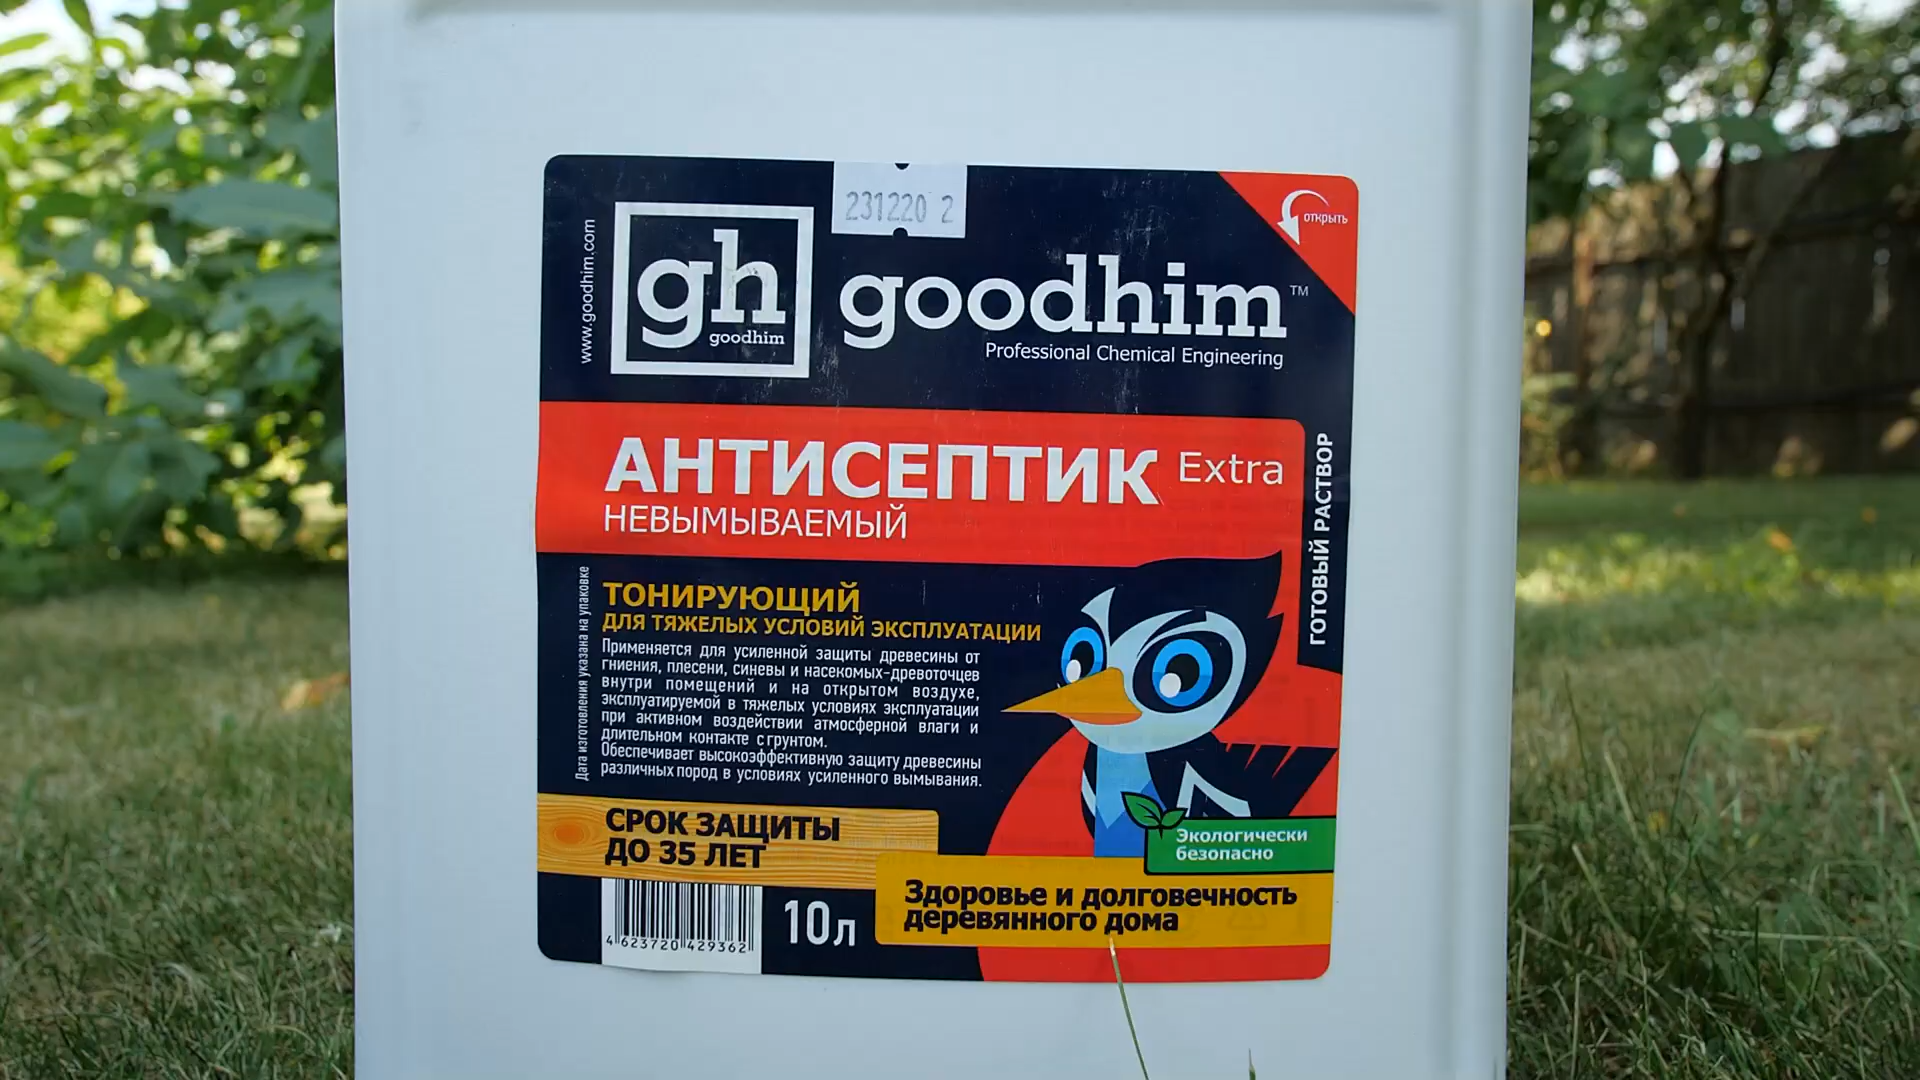 231220 2
открыть
www.goodhim.com
gh
goodhim
goodhim™
Professional Chemical Engineering
АНТИСЕПТИК Extra
НЕВЫМЫВАЕМЫЙ
ГОТОВЫЙ РАСТВОР
Дата изготовления указана на упаковке
ТОНИРУЮЩИЙ
ДЛЯ ТЯЖЕЛЫХ УСЛОВИЙ ЭКСПЛУАТАЦИИ
Применяется для усиленной защиты древесины от
гниения, плесени, синевы и насекомых-древоточцев
внутри помещений и на открытом воздухе,
эксплуатируемой в тяжелых условиях эксплуатации
при активном воздействии атмосферной влаги и
длительном контакте с грунтом.
Обеспечивает высокоэффективную защиту древесины
различных пород в условиях усиленного вымывания.
СРОК ЗАЩИТЫ
ДО 35 ЛЕТ
Экологически
безопасно
Здоровье и долговечность
деревянного дома
10л
4 623720 429362